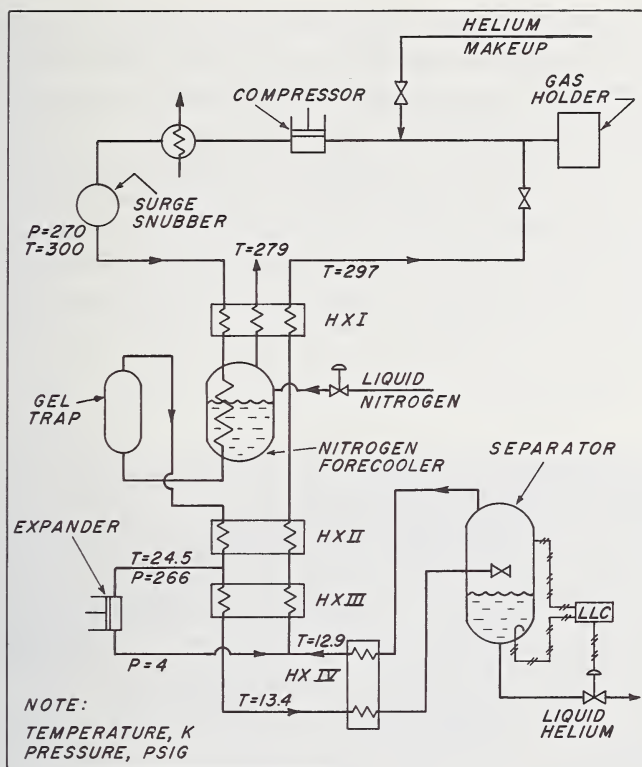 HELIUM
MAKEUP
GAS
HOLDER
COMPRESSOR
SURGE
SNUBBER
P=270
T=300
T=279
T=297
HX I
GEL
TRAP
LIQUID
NITROGEN
NITROGEN
FORECOOLER
SEPARATOR
EXPANDER
HX II
T=24.5
P=266
HX III
LLC
T=12.9
P=4
HX IV
T=13.4
LIQUID
HELIUM
NOTE:
TEMPERATURE, K
PRESSURE, PSIG